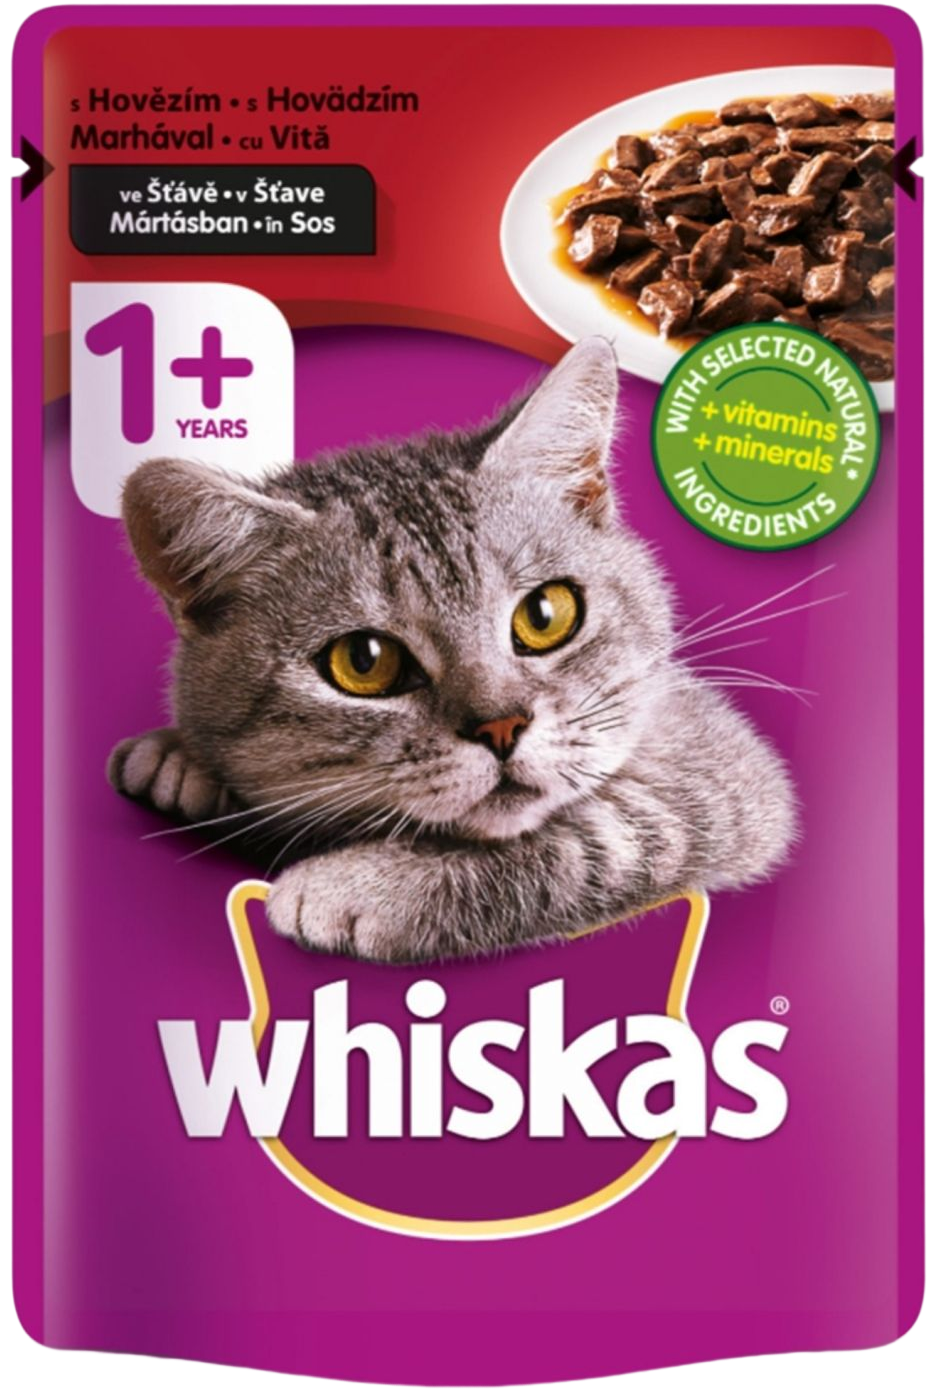 s Hovězím • s Hovädzím
Marhával • cu Vită
ve Šťávě • v Šťave
Mártásban • în Sos
1+
YEARS
WITH SELECTED NATURAL*
+ vitamins
+ minerals
INGREDIENTS
whiskas®